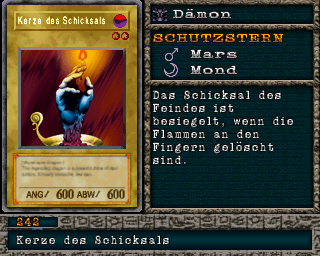 Kerze des Schicksals
ANG/ 600 ABW/ 600
Dämon
SCHUTZSTERN
Mars
Mond
Das Schicksal des
Feindes ist
besiegelt, wenn die
Flammen an den
Fingern gelöscht
sind.
242
Kerze des Schicksals